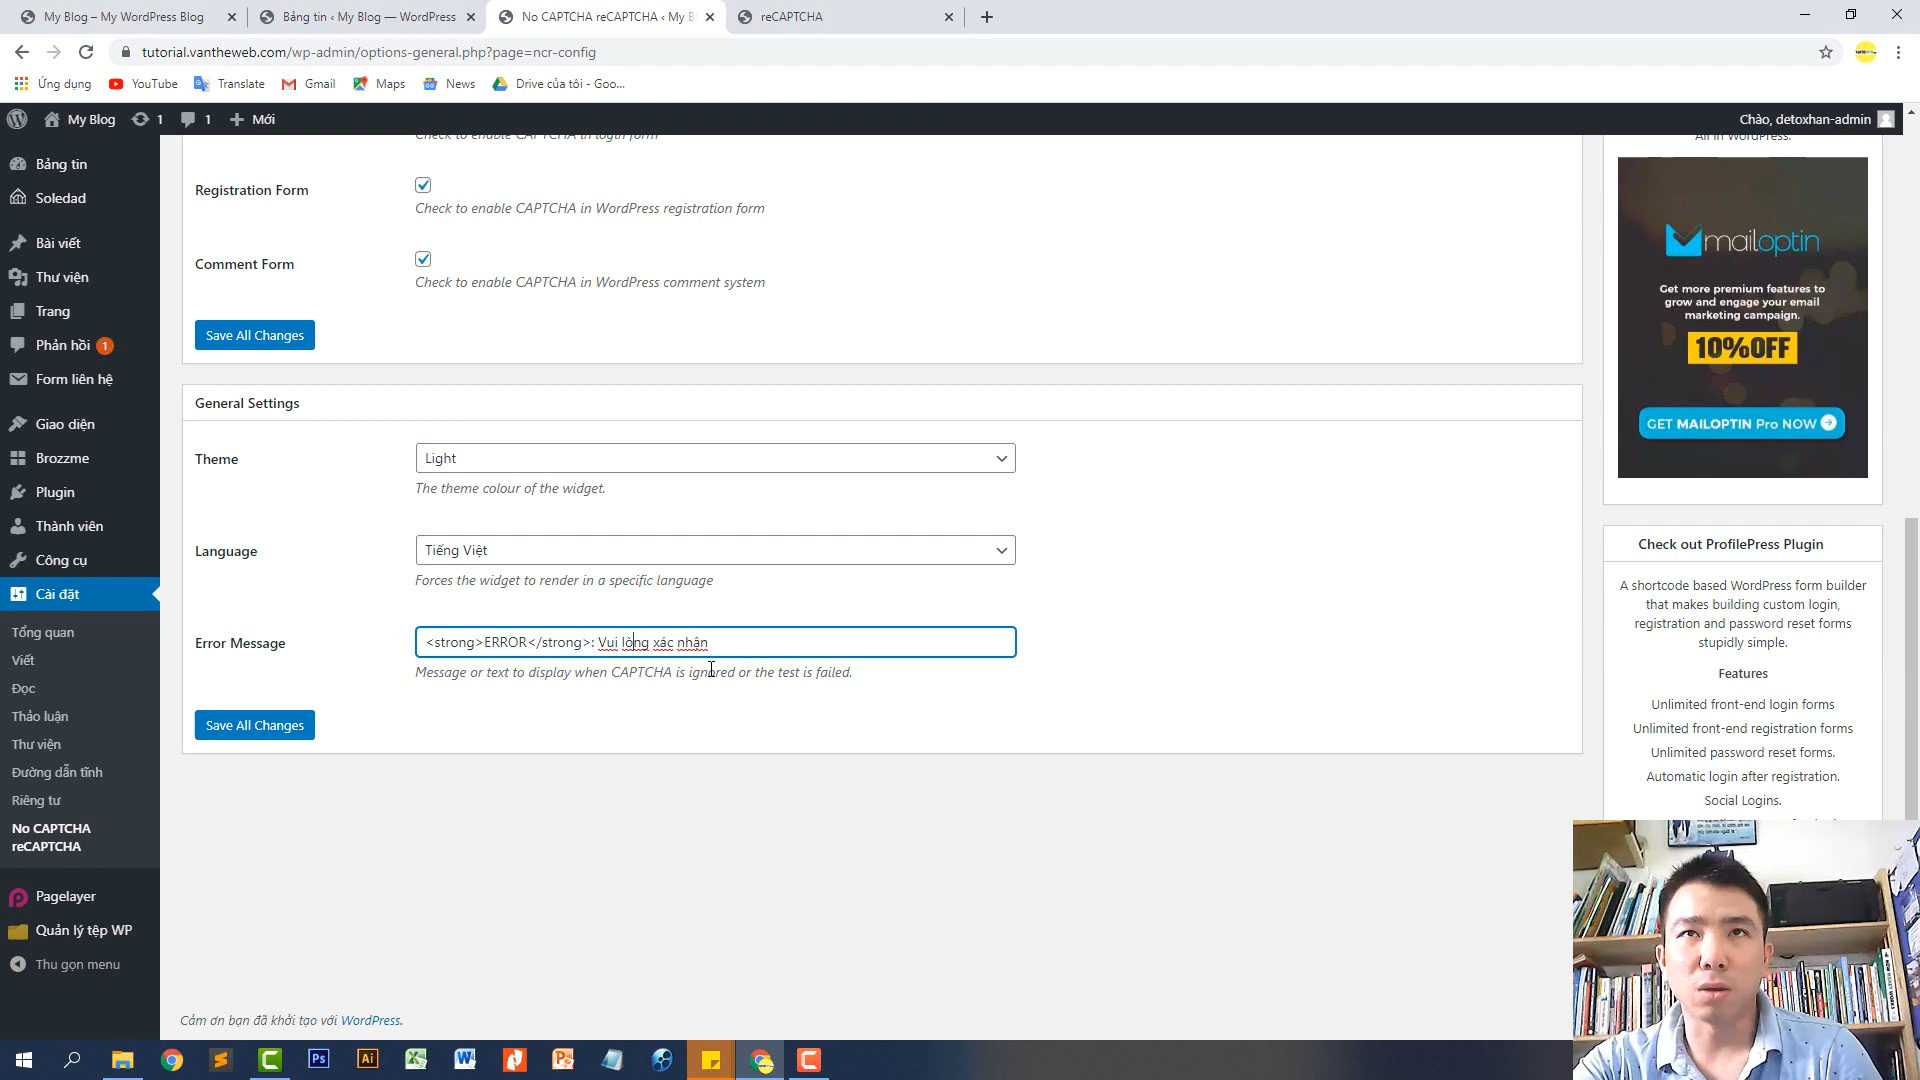 My Blog – My WordPress Blog
Bảng tin ‹ My Blog — WordPress
No CAPTCHA reCAPTCHA ‹ My B
reCAPTCHA
tutorial.vantheweb.com/wp-admin/options-general.php?page=ncr-config
Ứng dụng
YouTube
Translate
Gmail
Maps
News
Drive của tôi - Goo...
My Blog
1
1
Mới
Chào, detoxhan-admin
Bảng tin
Soledad
Bài viết
Thư viện
Trang
Phản hồi 1
Form liên hệ
Giao diện
Brozzme
Plugin
Thành viên
Công cụ
Cài đặt
Tổng quan
Viết
Đọc
Thảo luận
Thư viện
Đường dẫn tĩnh
Riêng tư
No CAPTCHA
reCAPTCHA
Pagelayer
Quản lý tệp WP
Thu gọn menu
Check to enable CAPTCHA in login form
Registration Form
Check to enable CAPTCHA in WordPress registration form
Comment Form
Check to enable CAPTCHA in WordPress comment system
Save All Changes
General Settings
Theme
Light
The theme colour of the widget.
Language
Tiếng Việt
Forces the widget to render in a specific language
Error Message
<strong>ERROR</strong>: Vui lòng xác nhận
Message or text to display when CAPTCHA is ignored or the test is failed.
Save All Changes
Cảm ơn bạn đã khởi tạo với WordPress.
All in WordPress.
mailoptin
Get more premium features to
grow and engage your email
marketing campaign.
10%OFF
GET MAILOPTIN Pro NOW
Check out ProfilePress Plugin
A shortcode based WordPress form builder
that makes building custom login,
registration and password reset forms
stupidly simple.
Features
Unlimited front-end login forms
Unlimited front-end registration forms
Unlimited password reset forms.
Automatic login after registration.
Social Logins.